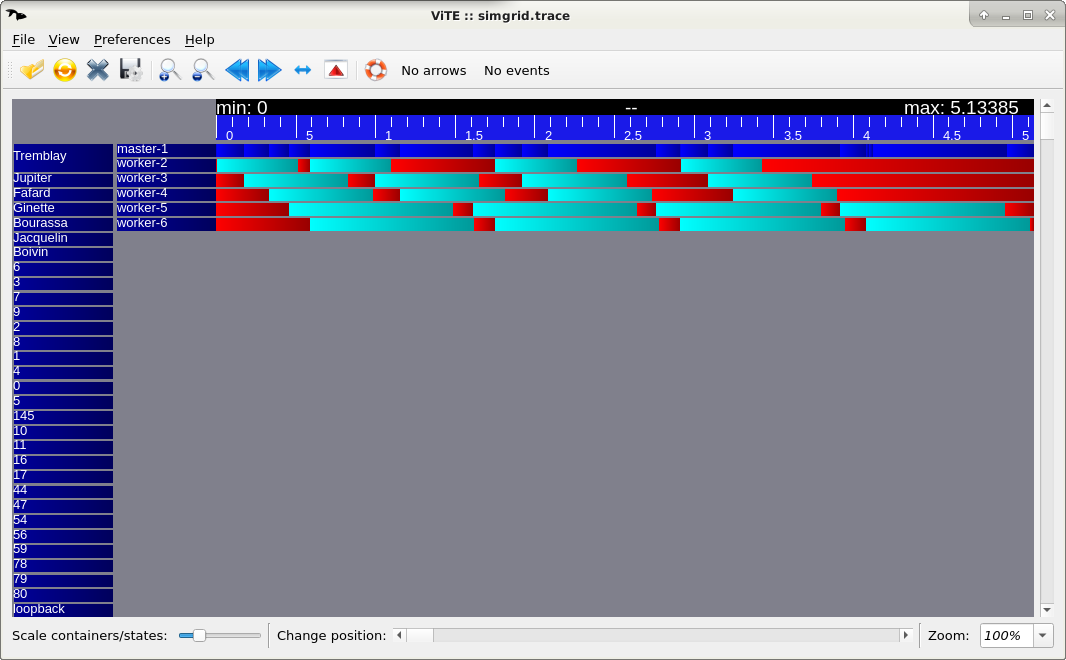 ViTE :: simgrid.trace
File View Preferences Help
No arrows No events
min: 0 -- max: 5.13385
0 5 1 1.5 2 2.5 3 3.5 4 4.5 5
Tremblay master-1
worker-2
Jupiter worker-3
Fafard worker-4
Ginette worker-5
Bourassa worker-6
Jacquelin
Boivin
6
3
7
9
2
8
1
4
0
5
145
10
11
16
17
44
47
54
56
59
78
79
80
loopback
Scale containers/states: Change position: Zoom: 100%